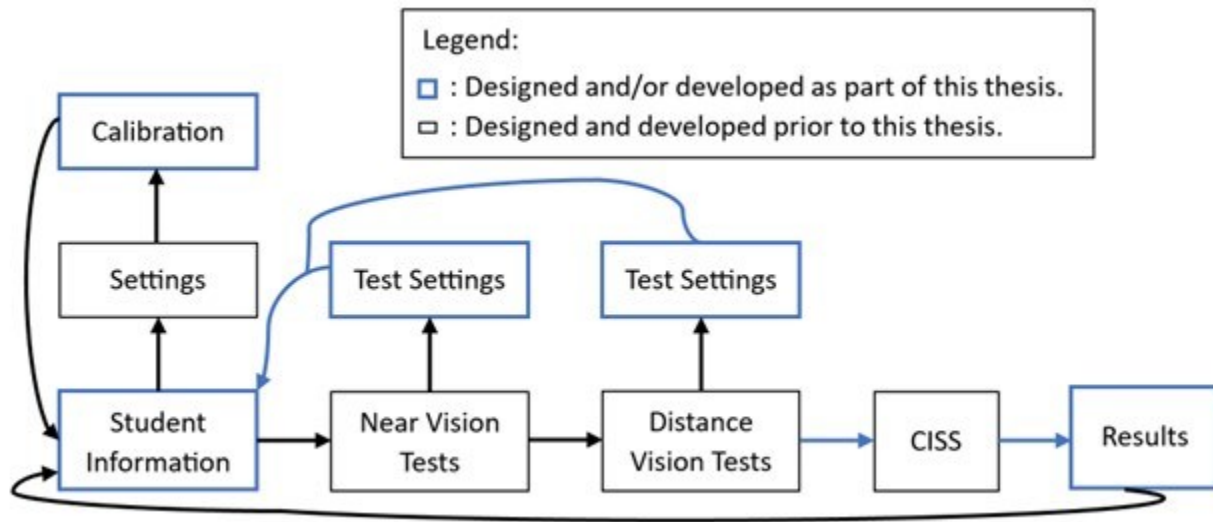 Legend:
: Designed and/or developed as part of this thesis.
: Designed and developed prior to this thesis.
Calibration
Settings
Test Settings
Test Settings
Student
Information
Near Vision
Tests
Distance
Vision Tests
CISS
Results